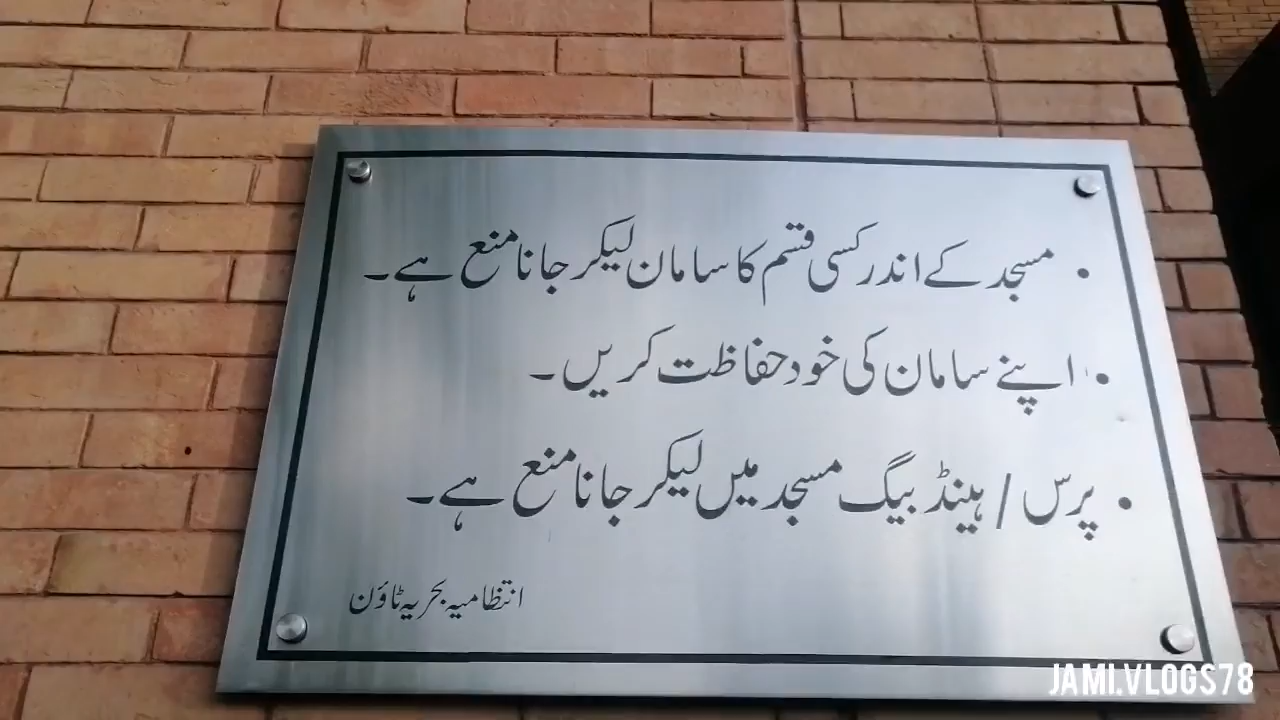 • مسجد کے اندر کسی قسم کا سامان لیکر جانا منع ہے۔
• اپنے سامان کی خود حفاظت کریں۔
• پرس / ہینڈ بیگ مسجد میں لیکر جانا منع ہے۔
انتظامیہ بحریہ ٹاؤن
JAMI.VLOGS78